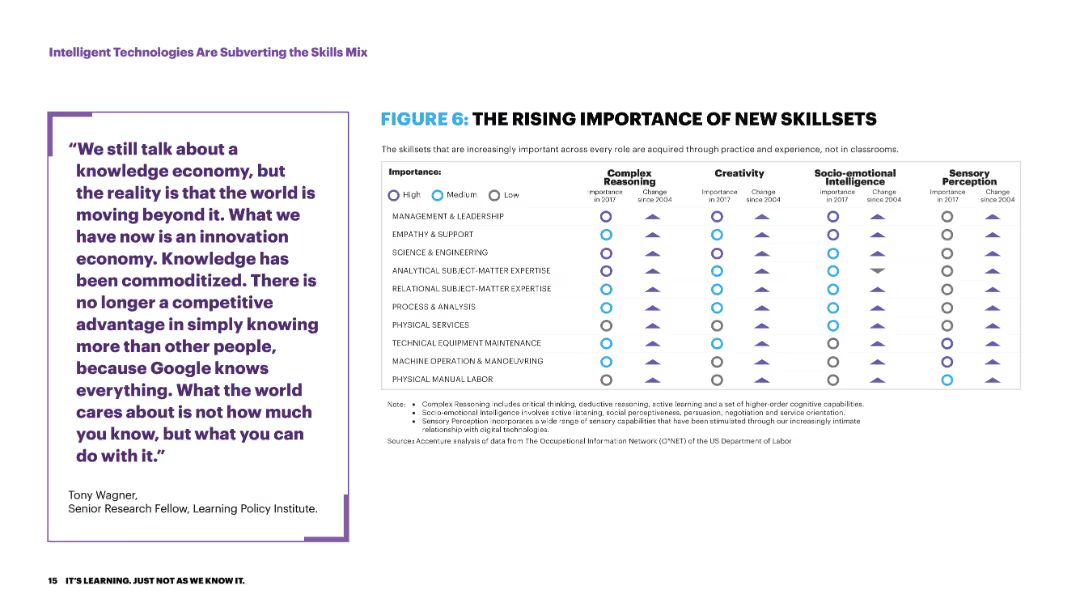 Intelligent Technologies Are Subverting the Skills Mix
“We still talk about a
knowledge economy, but
the reality is that the world is
moving beyond it. What we
have now is an innovation
economy. Knowledge has
been commoditized. There is
no longer a competitive
advantage in simply knowing
more than other people,
because Google knows
everything. What the world
cares about is not how much
you know, but what you can
do with it.”
Tony Wagner,
Senior Research Fellow, Learning Policy Institute.
FIGURE 6: THE RISING IMPORTANCE OF NEW SKILLSETS
The skillsets that are increasingly important across every role are acquired through practice and experience, not in classrooms.
Importance:
High Medium Low
Complex Reasoning
Creativity
Socio-emotional Intelligence
Sensory Perception
Importance in 2017 Change since 2004 Importance in 2017 Change since 2004 Importance in 2017 Change since 2004 Importance in 2017 Change since 2004
MANAGEMENT & LEADERSHIP
EMPATHY & SUPPORT
SCIENCE & ENGINEERING
ANALYTICAL SUBJECT-MATTER EXPERTISE
RELATIONAL SUBJECT-MATTER EXPERTISE
PROCESS & ANALYSIS
PHYSICAL SERVICES
TECHNICAL EQUIPMENT MAINTENANCE
MACHINE OPERATION & MANOEUVRING
PHYSICAL MANUAL LABOR
Note: • Complex Reasoning includes critical thinking, deductive reasoning, active learning and a set of higher-order cognitive capabilities.
• Socio-emotional Intelligence involves active listening, social perceptiveness, persuasion, negotiation and service orientation.
• Sensory Perception incorporates a wide range of sensory capabilities that have been stimulated through our increasingly intimate
relationship with digital technologies.
Source: Accenture analysis of data from The Occupational Information Network (O*NET) of the US Department of Labor
15 IT'S LEARNING. JUST NOT AS WE KNOW IT.